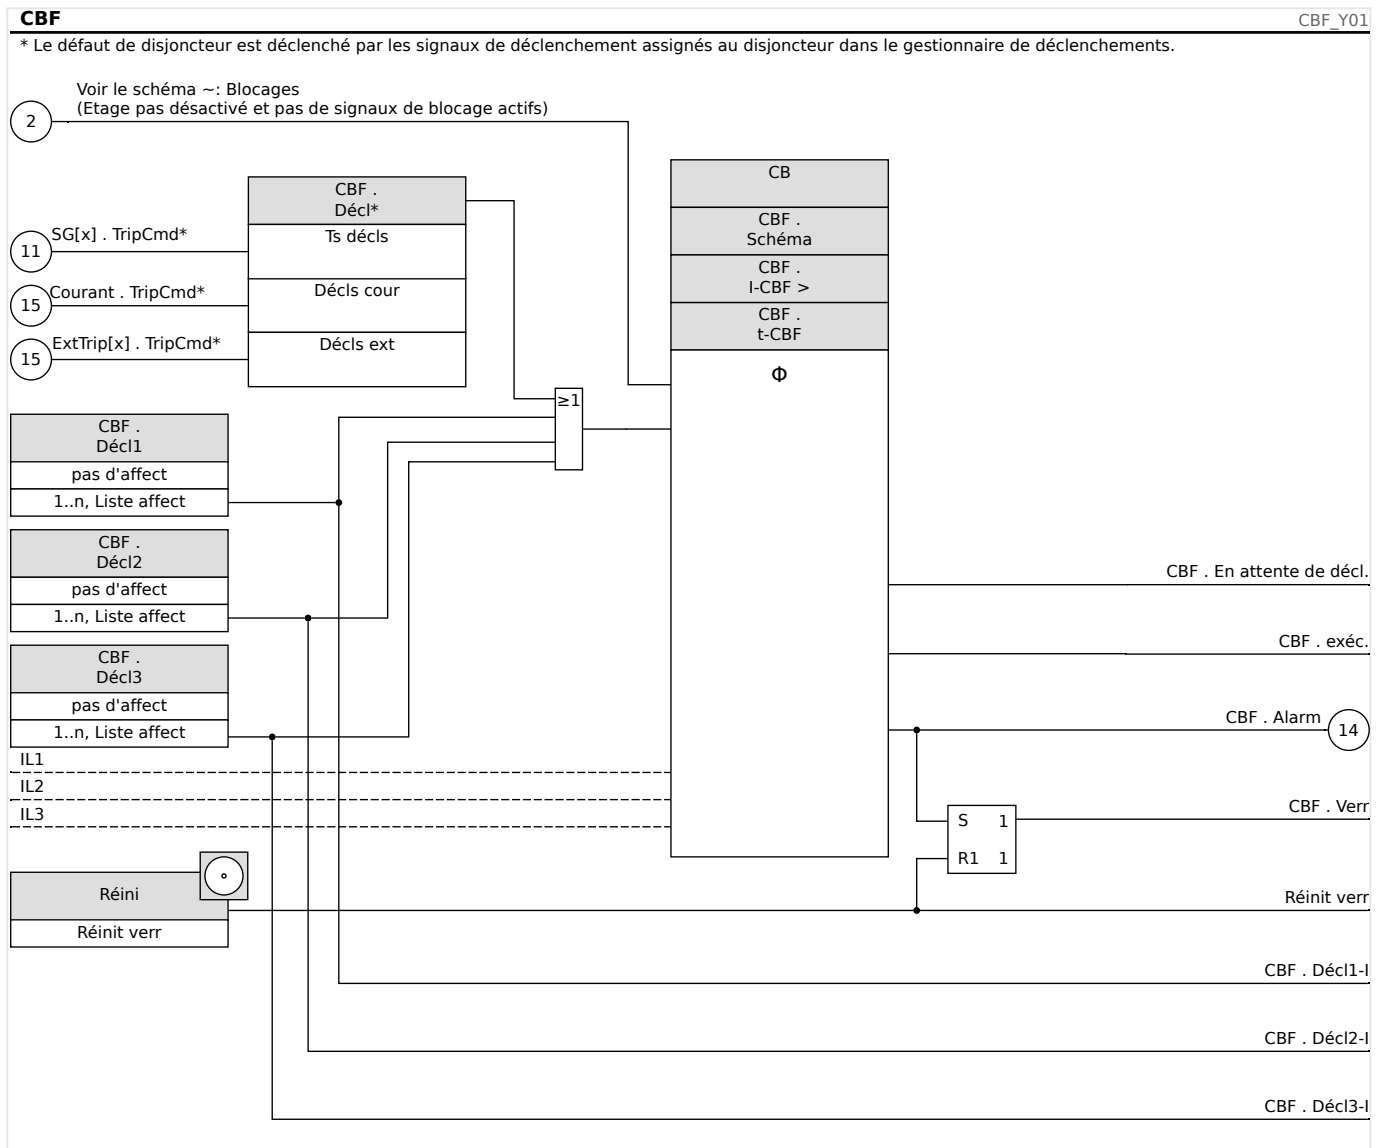 CBF
CBF_Y01
* Le défaut de disjoncteur est déclenché par les signaux de déclenchement assignés au disjoncteur dans le gestionnaire de déclenchements.
Voir le schéma ~: Blocages
(Etage pas désactivé et pas de signaux de blocage actifs)
2
CB
CBF .
Schéma
CBF .
I-CBF >
CBF .
t-CBF
Φ
CBF .
Décl*
Ts décls
Décls cour
Décls ext
11
SG[x] . TripCmd*
15
Courant . TripCmd*
15
ExtTrip[x] . TripCmd*
≥1
CBF .
Décl1
pas d'affect
1..n, Liste affect
CBF .
Décl2
pas d'affect
1..n, Liste affect
CBF .
Décl3
pas d'affect
1..n, Liste affect
IL1
IL2
IL3
CBF . En attente de décl.
CBF . exéc.
CBF . Alarm
14
S 1
R1 1
CBF . Verr
Réini
Réinit verr
Réinit verr
CBF . Décl1-I
CBF . Décl2-I
CBF . Décl3-I